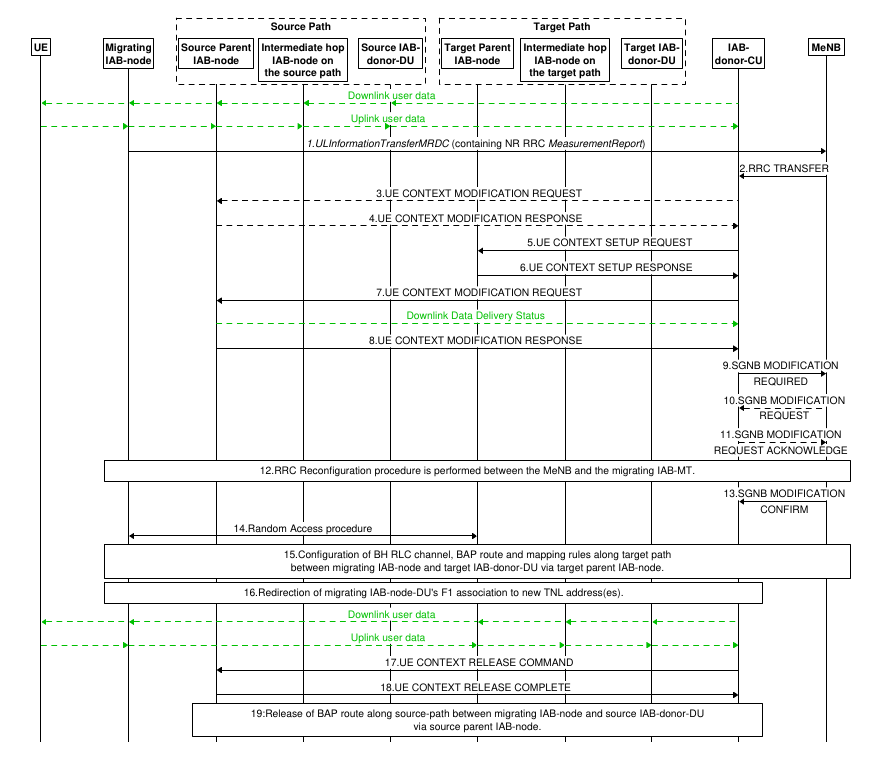 Source Path
Target Path
UE
Migrating
IAB-node
Source Parent
IAB-node
Intermediate hop
IAB-node on
the source path
Source IAB-
donor-DU
Target Parent
IAB-node
Intermediate hop
IAB-node on
the target path
Target IAB-
donor-DU
IAB-
donor-CU
MeNB
Downlink user data
Uplink user data
1.ULInformationTransferMRDC (containing NR RRC MeasurementReport)
2.RRC TRANSFER
3.UE CONTEXT MODIFICATION REQUEST
4.UE CONTEXT MODIFICATION RESPONSE
5.UE CONTEXT SETUP REQUEST
6.UE CONTEXT SETUP RESPONSE
7.UE CONTEXT MODIFICATION REQUEST
Downlink Data Delivery Status
8.UE CONTEXT MODIFICATION RESPONSE
9.SGNB MODIFICATION
REQUIRED
10.SGNB MODIFICATION
REQUEST
11.SGNB MODIFICATION
REQUEST ACKNOWLEDGE
12.RRC Reconfiguration procedure is performed between the MeNB and the migrating IAB-MT.
13.SGNB MODIFICATION
CONFIRM
14.Random Access procedure
15.Configuration of BH RLC channel, BAP route and mapping rules along target path
between migrating IAB-node and target IAB-donor-DU via target parent IAB-node.
16.Redirection of migrating IAB-node-DU's F1 association to new TNL address(es).
Downlink user data
Uplink user data
17.UE CONTEXT RELEASE COMMAND
18.UE CONTEXT RELEASE COMPLETE
19:Release of BAP route along source-path between migrating IAB-node and source IAB-donor-DU
via source parent IAB-node.